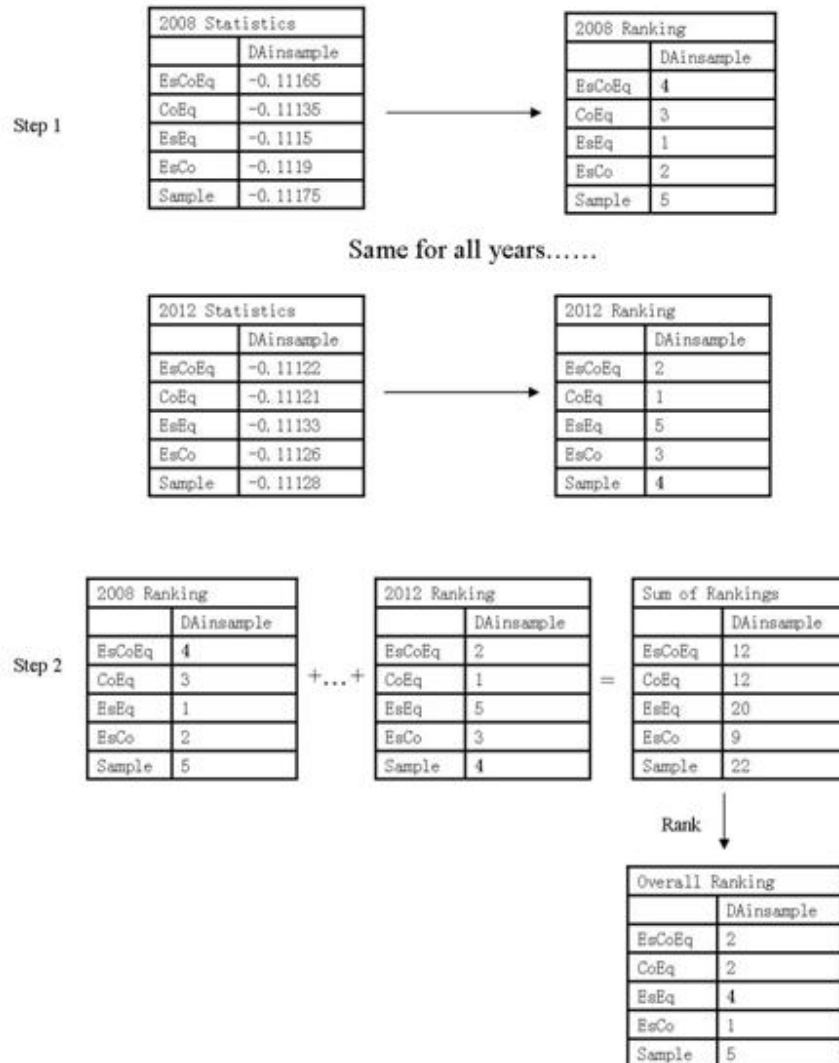 Step 1
2008 Statistics
DAinsample
EsCoEq -0.11165
CoEq -0.11135
EsEq -0.1115
EsCo -0.1119
Sample -0.11175
2008 Ranking
DAinsample
EsCoEq 4
CoEq 3
EsEq 1
EsCo 2
Sample 5
Same for all years......
2012 Statistics
DAinsample
EsCoEq -0.11122
CoEq -0.11121
EsEq -0.11133
EsCo -0.11126
Sample -0.11128
2012 Ranking
DAinsample
EsCoEq 2
CoEq 1
EsEq 5
EsCo 3
Sample 4
Step 2
2008 Ranking
DAinsample
EsCoEq 4
CoEq 3
EsEq 1
EsCo 2
Sample 5
+...+
2012 Ranking
DAinsample
EsCoEq 2
CoEq 1
EsEq 5
EsCo 3
Sample 4
=
Sum of Rankings
DAinsample
EsCoEq 12
CoEq 12
EsEq 20
EsCo 9
Sample 22
Rank
Overall Ranking
DAinsample
EsCoEq 2
CoEq 2
EsEq 4
EsCo 1
Sample 5